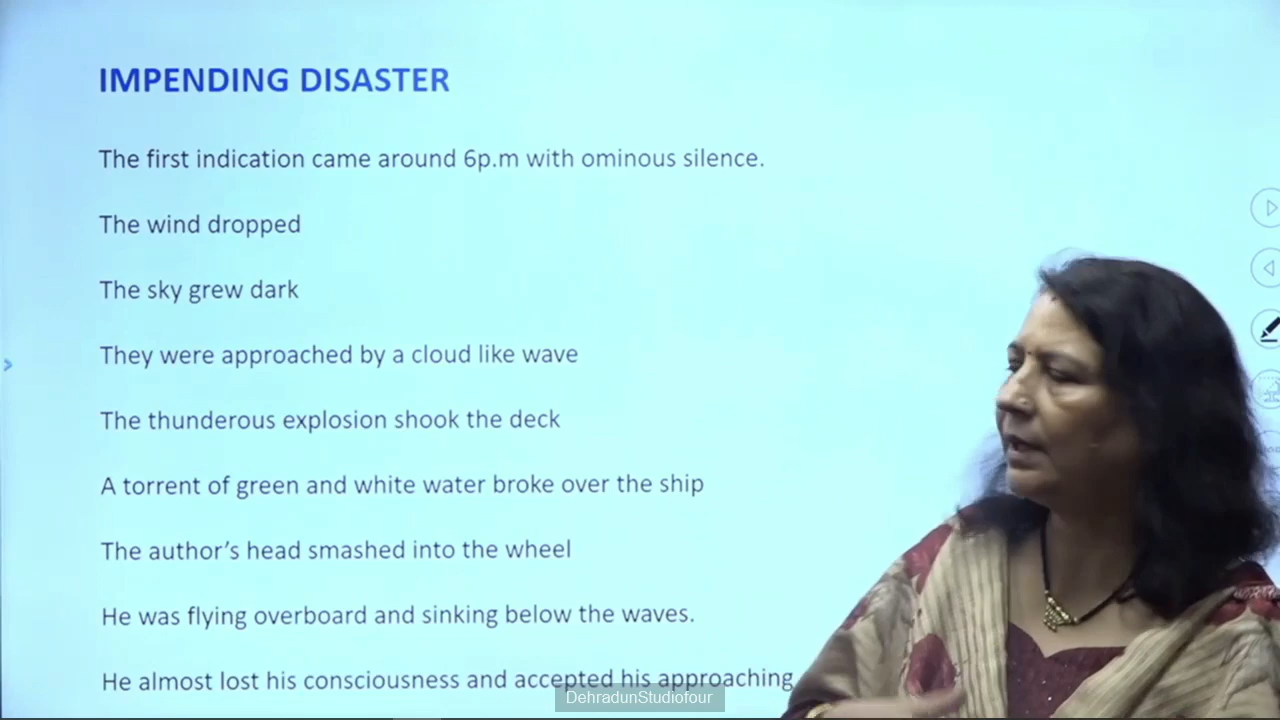 IMPENDING DISASTER
The first indication came around 6p.m with ominous silence.
The wind dropped
The sky grew dark
They were approached by a cloud like wave
The thunderous explosion shook the deck
A torrent of green and white water broke over the ship
The author’s head smashed into the wheel
He was flying overboard and sinking below the waves.
He almost lost his consciousness and accepted his approaching
DehradunStudiofour